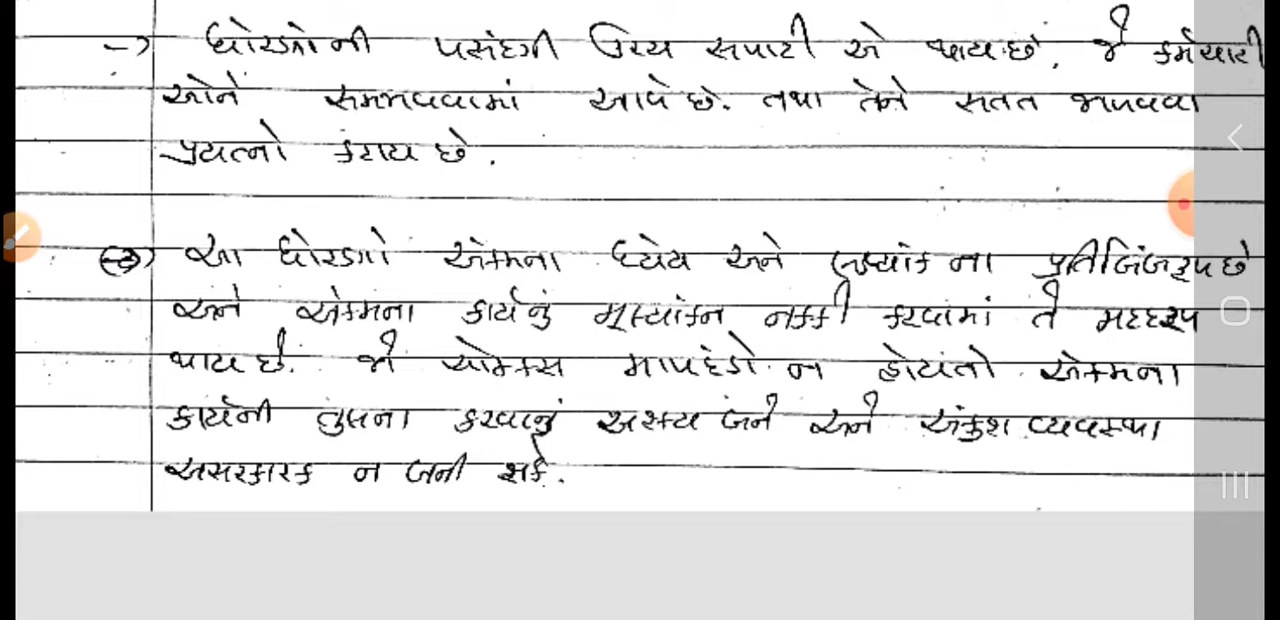 → ધોરણોની પસંદગી ઉચ્ચ સપાટી એ થાય છે. જે કર્મચારી
ઓને સમજાવવામાં આવે છે. તથા તેને સતત જાળવવા
પ્રયત્નો કરાય છે.
→ આ ધોરણો એકમના ધ્યેય અને લક્ષ્યાંક ના પ્રતિબિંબરૂપ છે
અને એકમના કાર્યનું મૂલ્યાંકન નક્કી કરવામાં તે મદદરૂપ
થાય છે. જો ચોક્કસ માપદંડો ન હોયતો એકમના
કાર્યની તુલના કરવાનું અશક્ય બને અને અંકુશ વ્યવસ્થા
અસરકારક ન બની શકે.